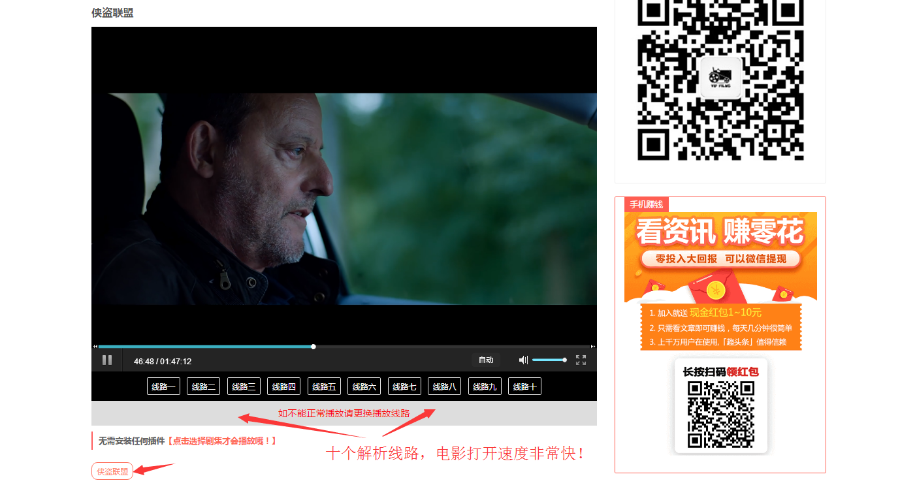 侠盗联盟
46:48 / 01:47:12
自动
线路一 线路二 线路三 线路四 线路五 线路六 线路七 线路八 线路九 线路十
如不能正常播放请更换播放线路
无需安装任何插件【点击选择剧集才会播放哦！】
十个解析线路，电影打开速度非常快！
侠盗联盟
手机赚钱
看资讯 赚零花
零投入大回报 可以微信提现
1. 加入就送 现金红包1~10元
2. 只需看文章即可赚钱，每天几分钟很简单
3. 上千万用户在使用,「趣头条」值得信赖
长按扫码领红包